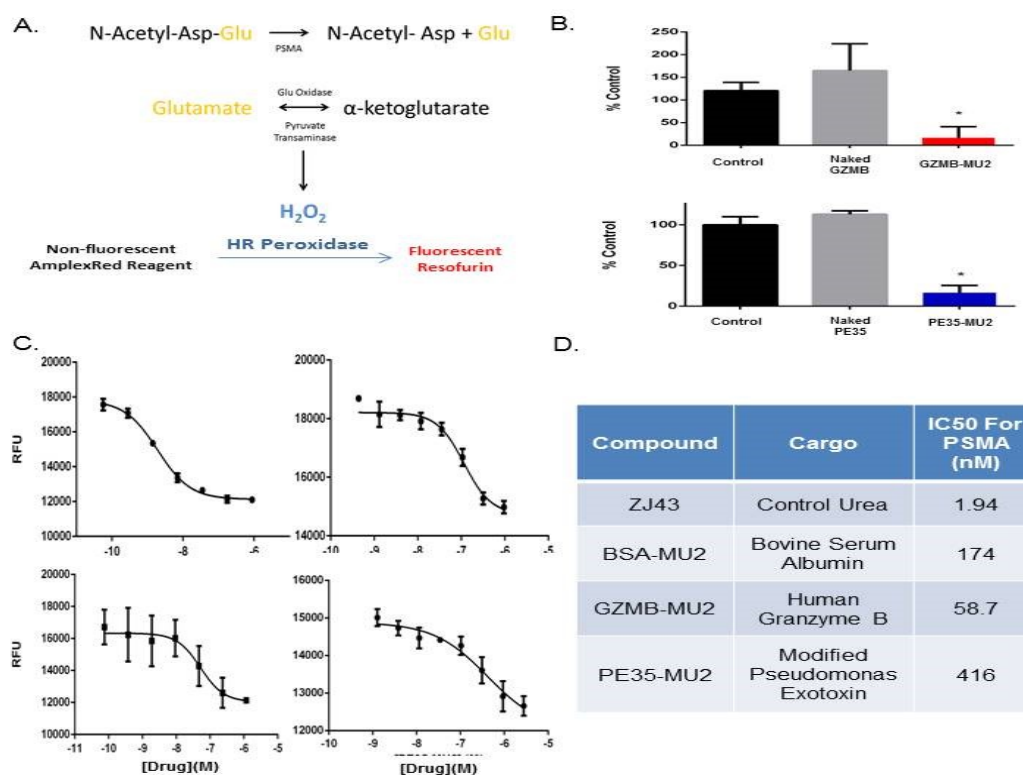 A.
N-Acetyl-Asp-Glu
N-Acetyl- Asp + Glu
PSMA
Glutamate
Glu Oxidase
α-ketoglutarate
Pyruvate
Transaminase
H₂O₂
HR Peroxidase
Non-fluorescent
AmplexRed Reagent
Fluorescent
Resofurin
B.
% Control
250
200
150
100
50
0
Control
Naked
GZMB
*
GZMB-MU2
% Control
100
50
0
Control
Naked
PE35
*
PE35-MU2
C.
RFU
20000
18000
16000
14000
12000
10000
-10
-8
-6
-4
20000
18000
16000
14000
-10
-9
-8
-7
-6
-5
RFU
18000
16000
14000
12000
10000
-11
-10
-9
-8
-7
-6
-5
[Drug](M)
16000
15000
14000
13000
12000
-9
-8
-7
-6
-5
[Drug](M)
D.
Compound
Cargo
IC50 For
PSMA
(nM)
ZJ43
Control Urea
1.94
BSA-MU2
Bovine Serum
Albumin
174
GZMB-MU2
Human
Granzyme B
58.7
PE35-MU2
Modified
Pseudomonas
Exotoxin
416